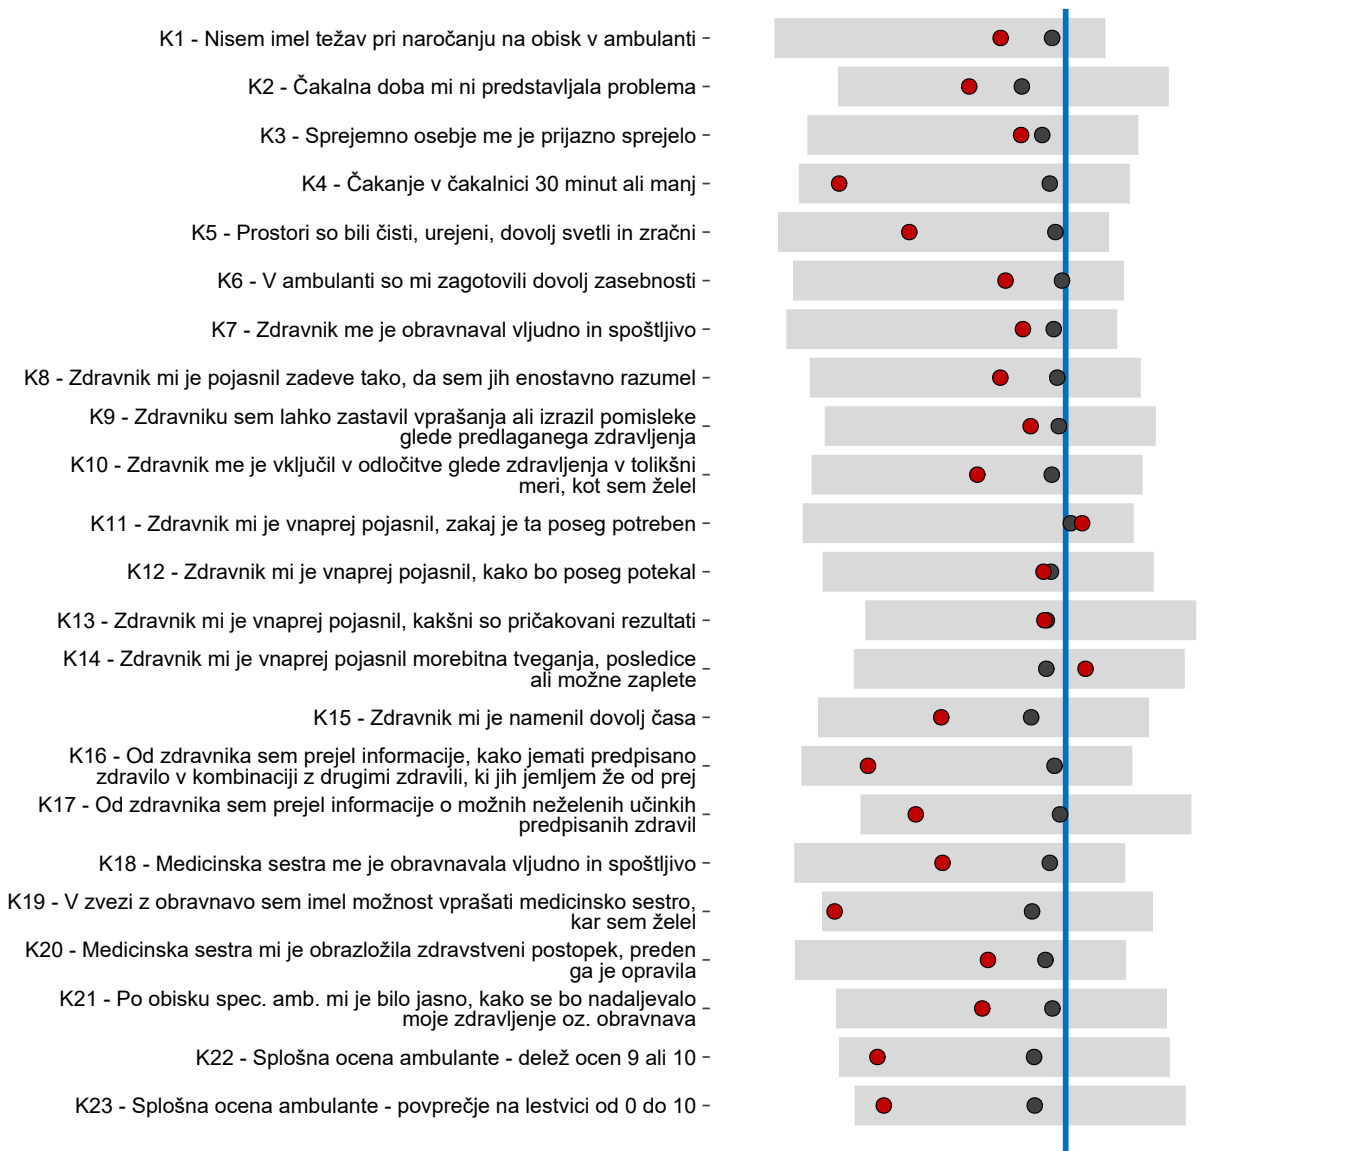 K1 - Nisem imel težav pri naročanju na obisk v ambulanti
K2 - Čakalna doba mi ni predstavljala problema
K3 - Sprejemno osebje me je prijazno sprejelo
K4 - Čakanje v čakalnici 30 minut ali manj
K5 - Prostori so bili čisti, urejeni, dovolj svetli in zračni
K6 - V ambulanti so mi zagotovili dovolj zasebnosti
K7 - Zdravnik me je obravnaval vljudno in spoštljivo
K8 - Zdravnik mi je pojasnil zadeve tako, da sem jih enostavno razumel
K9 - Zdravniku sem lahko zastavil vprašanja ali izrazil pomisleke
glede predlaganega zdravljenja
K10 - Zdravnik me je vključil v odločitve glede zdravljenja v tolikšni
meri, kot sem želel
K11 - Zdravnik mi je vnaprej pojasnil, zakaj je ta poseg potreben
K12 - Zdravnik mi je vnaprej pojasnil, kako bo poseg potekal
K13 - Zdravnik mi je vnaprej pojasnil, kakšni so pričakovani rezultati
K14 - Zdravnik mi je vnaprej pojasnil morebitna tveganja, posledice
ali možne zaplete
K15 - Zdravnik mi je namenil dovolj časa
K16 - Od zdravnika sem prejel informacije, kako jemati predpisano
zdravilo v kombinaciji z drugimi zdravili, ki jih jemljem že od prej
K17 - Od zdravnika sem prejel informacije o možnih neželenih učinkih
predpisanih zdravil
K18 - Medicinska sestra me je obravnavala vljudno in spoštljivo
K19 - V zvezi z obravnavo sem imel možnost vprašati medicinsko sestro,
kar sem želel
K20 - Medicinska sestra mi je obrazložila zdravstveni postopek, preden
ga je opravila
K21 - Po obisku spec. amb. mi je bilo jasno, kako se bo nadaljevalo
moje zdravljenje oz. obravnava
K22 - Splošna ocena ambulante - delež ocen 9 ali 10
K23 - Splošna ocena ambulante - povprečje na lestvici od 0 do 10